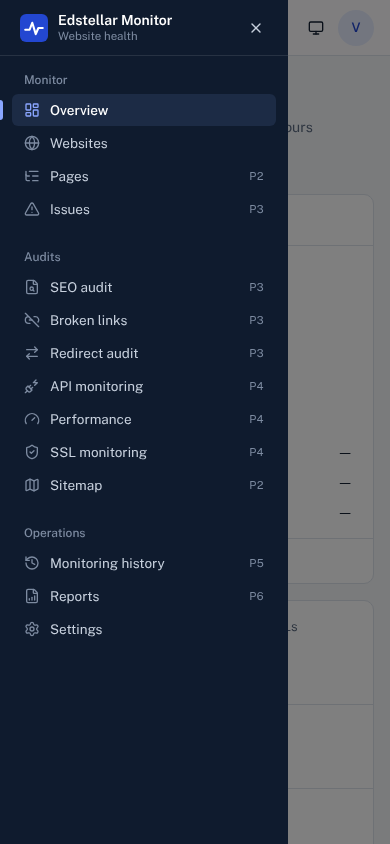 Edstellar Monitor
Website health
V
Monitor
Overview
Websites
Pages P2
Issues P3
Audits
SEO audit P3
Broken links P3
Redirect audit P3
API monitoring P4
Performance P4
SSL monitoring P4
Sitemap P2
Operations
Monitoring history P5
Reports P6
Settings
—
—
—